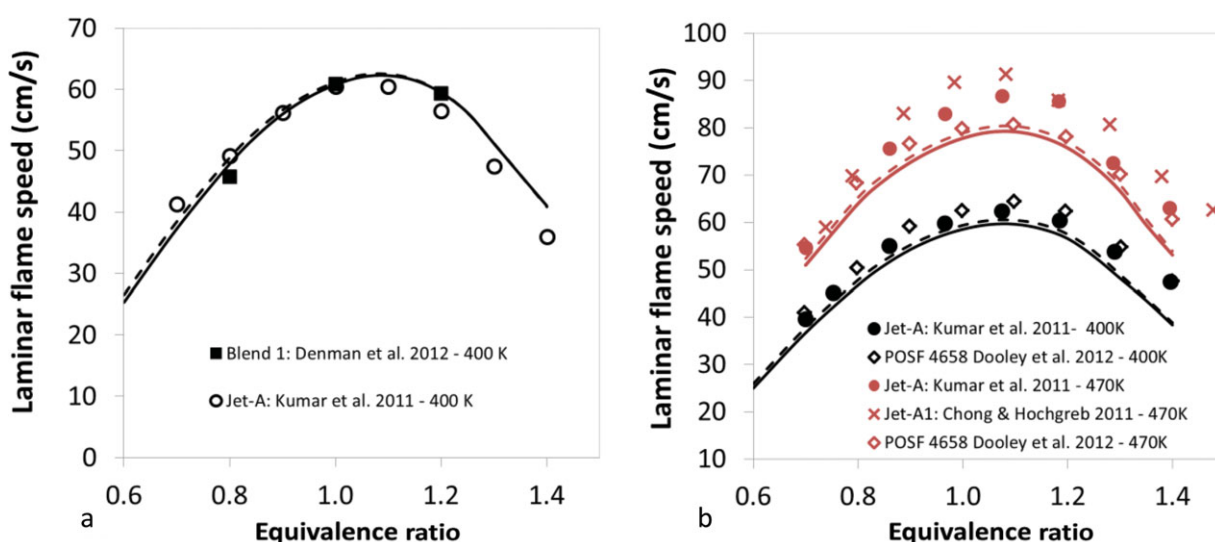 Laminar flame speed (cm/s)
70
60
50
40
30
20
10
0
■ Blend 1: Denman et al. 2012 - 400 K
○ Jet-A: Kumar et al. 2011 - 400 K
0.6 0.8 1.0 1.2 1.4
Equivalence ratio
a
Laminar flame speed (cm/s)
100
90
80
70
60
50
40
30
20
10
● Jet-A: Kumar et al. 2011- 400K
◇ POSF 4658 Dooley et al. 2012 - 400K
● Jet-A: Kumar et al. 2011 - 470K
× Jet-A1: Chong & Hochgreb 2011 - 470K
◇ POSF 4658 Dooley et al. 2012 - 470K
0.6 0.8 1.0 1.2 1.4
Equivalence ratio
b